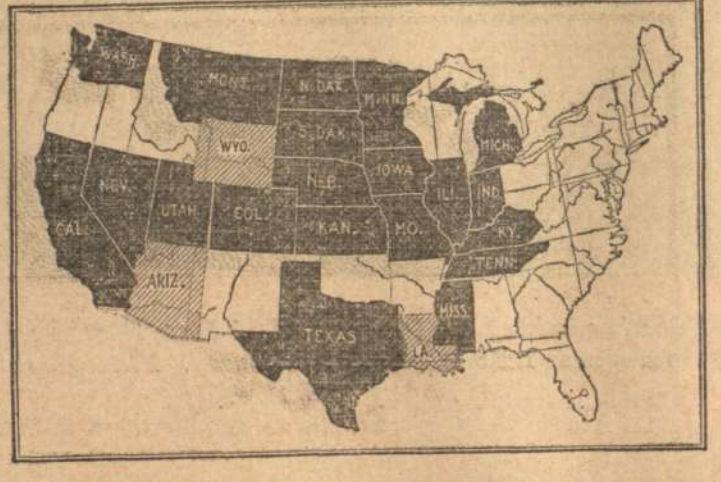 WASH.
MONT.
N. DAK.
MINN.
S. DAK.
WYO.
MICH.
NEB.
IOWA
NEV.
ILL.
IND.
UTAH
COL.
CAL.
KAN.
MO.
KY.
TENN.
ARIZ.
MISS.
TEXAS
LA.